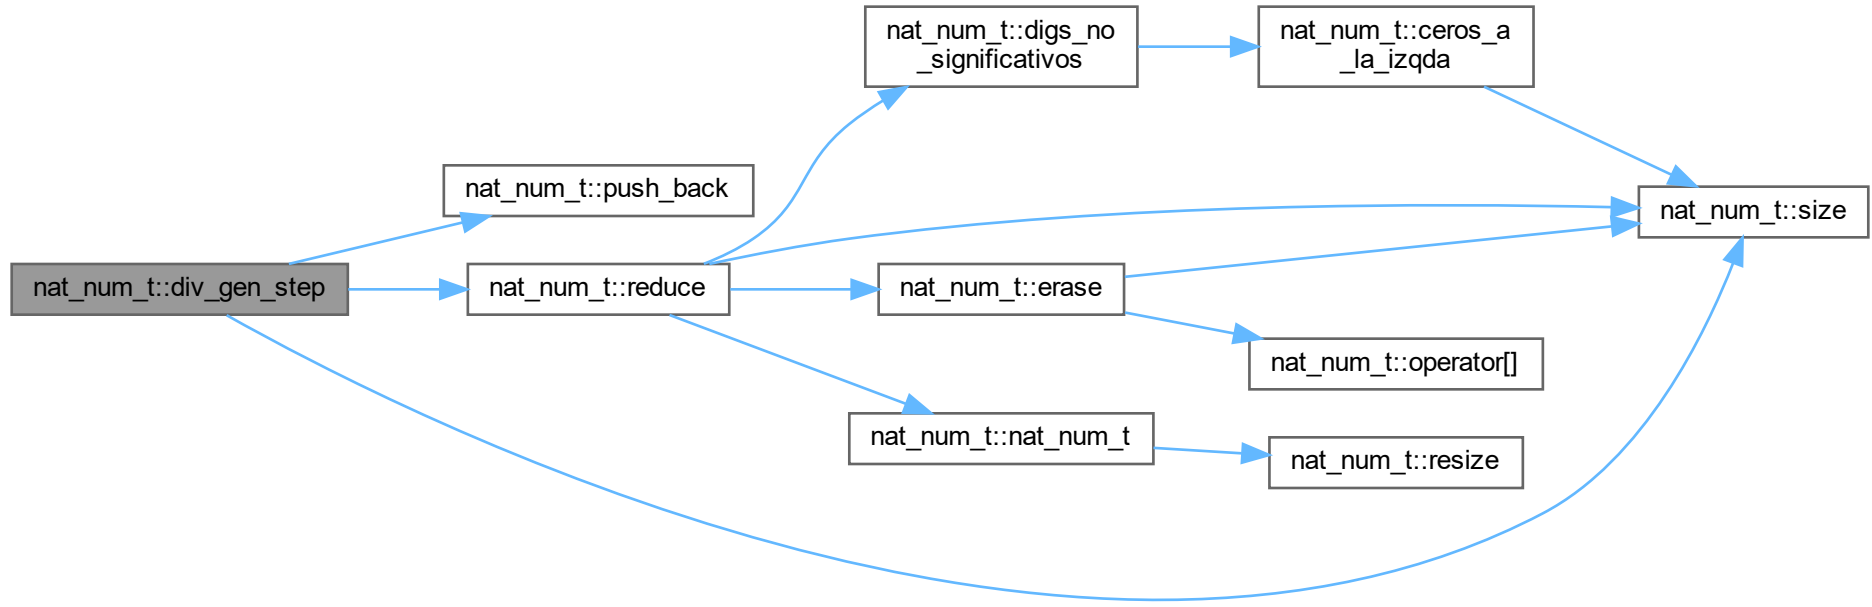 nat_num_t::digs_no
_significativos
nat_num_t::ceros_a
_la_izqda
nat_num_t::push_back
nat_num_t::size
nat_num_t::div_gen_step
nat_num_t::reduce
nat_num_t::erase
nat_num_t::operator[]
nat_num_t::nat_num_t
nat_num_t::resize